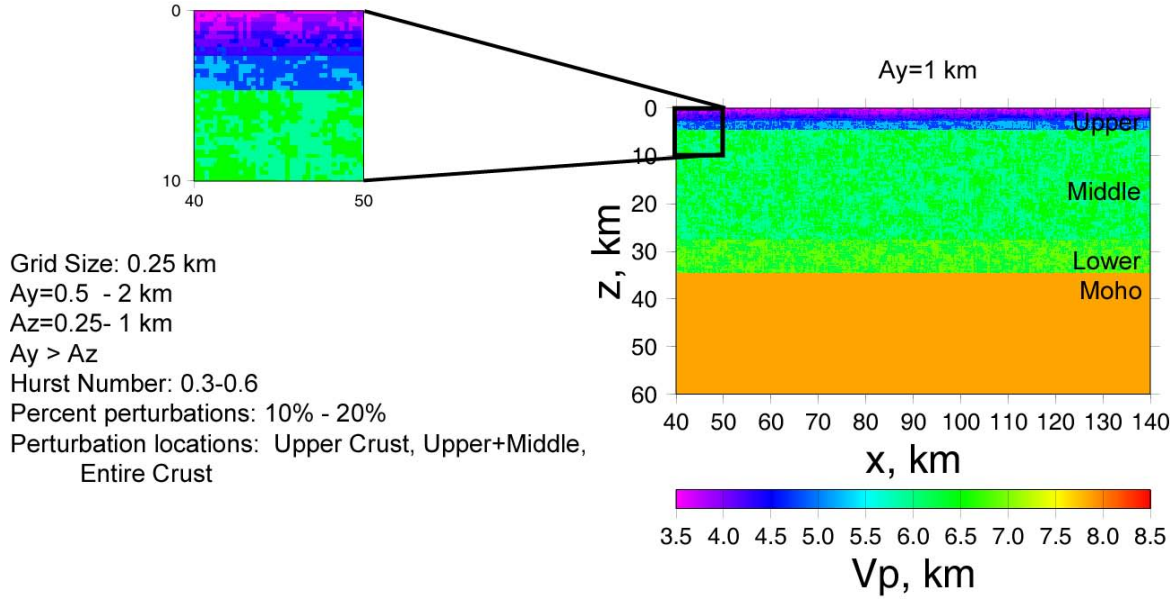 0
10
40 50
Grid Size: 0.25 km
Ay=0.5 - 2 km
Az=0.25- 1 km
Ay > Az
Hurst Number: 0.3-0.6
Percent perturbations: 10% - 20%
Perturbation locations: Upper Crust, Upper+Middle,
Entire Crust
Ay=1 km
0
10
20
30
40
50
60
z, km
Upper
Middle
Lower
Moho
40 50 60 70 80 90 100 110 120 130 140
x, km
3.5 4.0 4.5 5.0 5.5 6.0 6.5 7.0 7.5 8.0 8.5
Vp, km